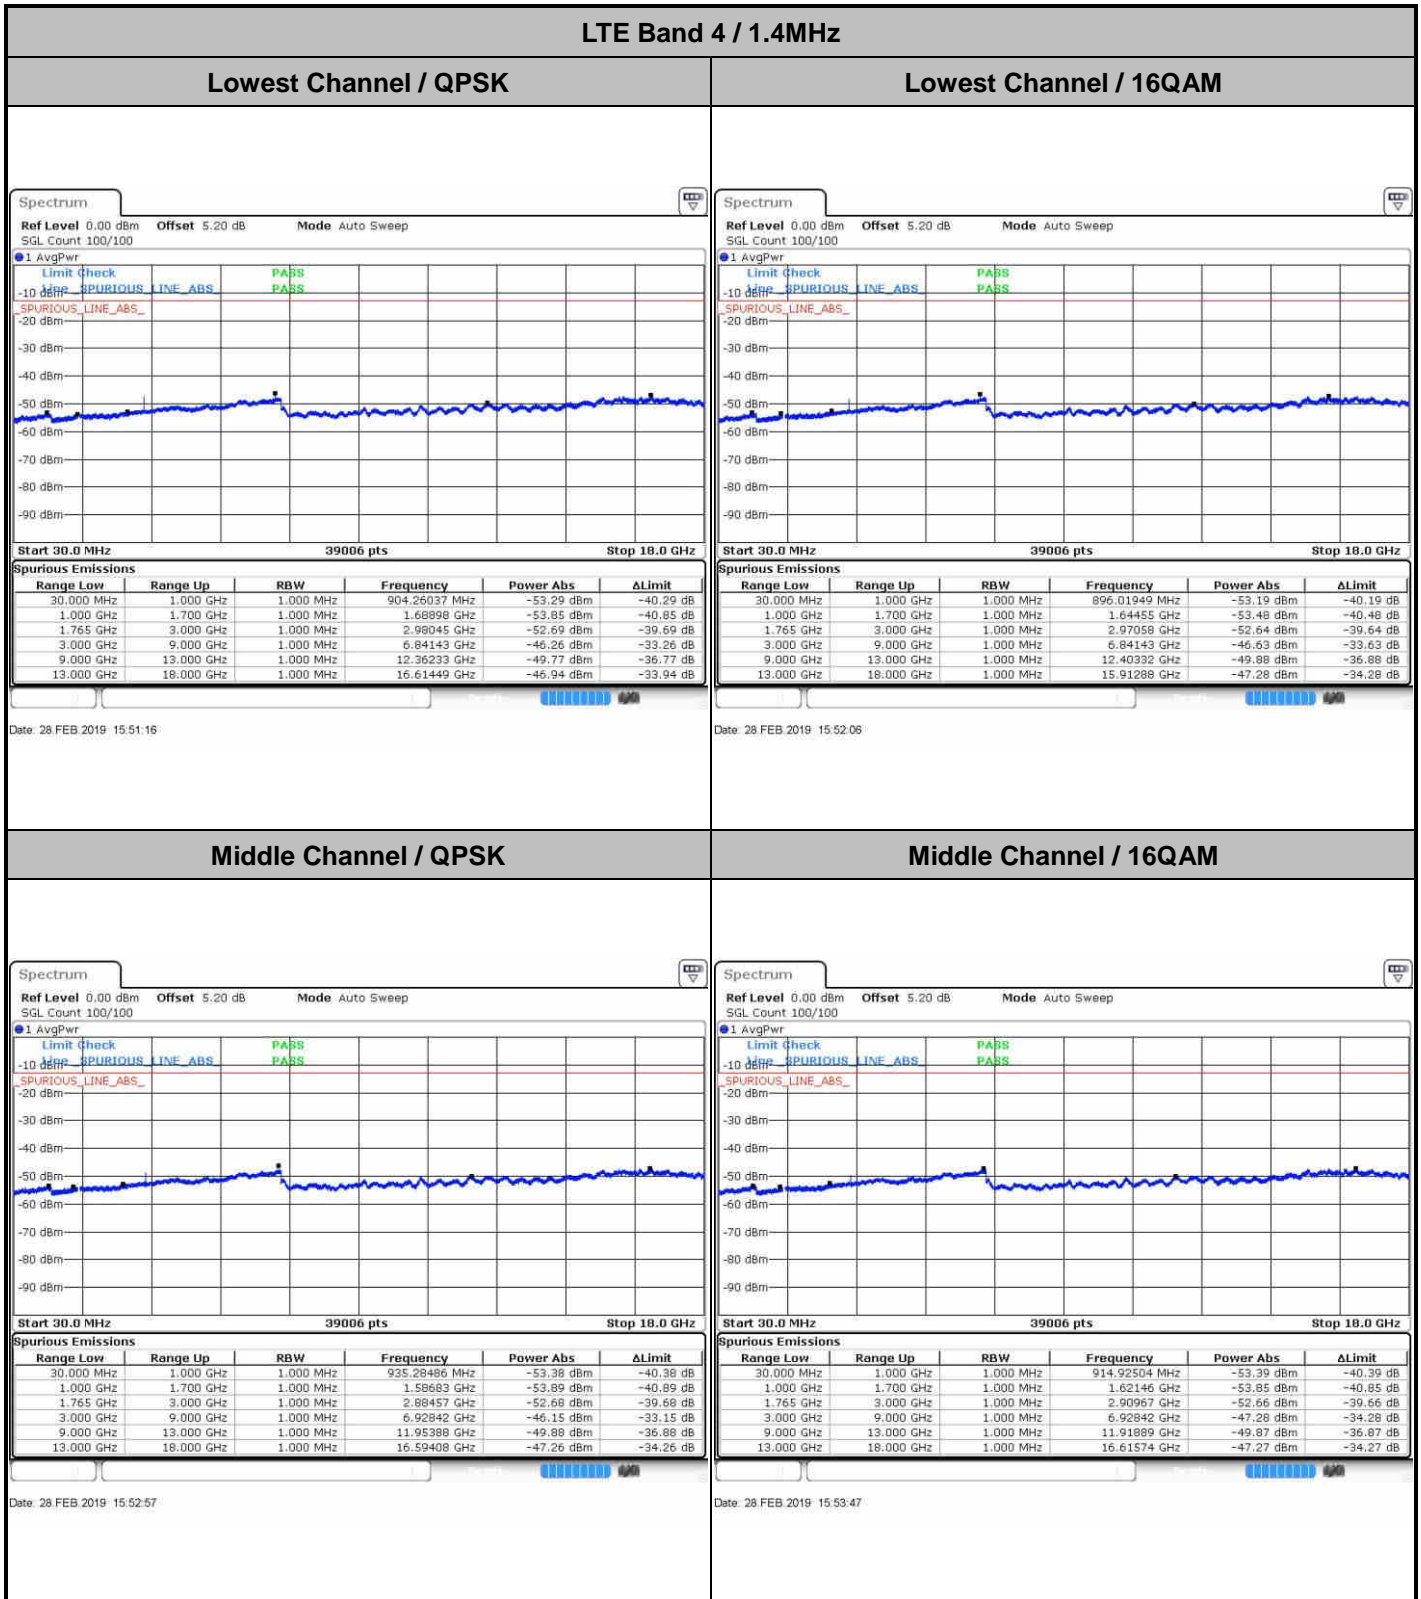 LTE Band 4 / 1.4MHz
Lowest Channel / QPSK
Lowest Channel / 16QAM
Spectrum
Ref Level 0.00 dBm Offset 5.20 dB Mode Auto Sweep
SGL Count 100/100
1 AvgPwr
Limit Check PASS
Line _SPURIOUS_LINE_ABS_ PASS
_SPURIOUS_LINE_ABS_
-10 dBm
-20 dBm
-30 dBm
-40 dBm
-50 dBm
-60 dBm
-70 dBm
-80 dBm
-90 dBm
Start 30.0 MHz 39006 pts Stop 18.0 GHz
Spurious Emissions
Range Low Range Up RBW Frequency Power Abs ΔLimit
30.000 MHz 1.000 GHz 1.000 MHz 904.26037 MHz -53.29 dBm -40.29 dB
1.000 GHz 1.700 GHz 1.000 MHz 1.68898 GHz -53.85 dBm -40.85 dB
1.765 GHz 3.000 GHz 1.000 MHz 2.98045 GHz -52.69 dBm -39.69 dB
3.000 GHz 9.000 GHz 1.000 MHz 6.84143 GHz -46.26 dBm -33.26 dB
9.000 GHz 13.000 GHz 1.000 MHz 12.36233 GHz -49.77 dBm -36.77 dB
13.000 GHz 18.000 GHz 1.000 MHz 16.61449 GHz -46.94 dBm -33.94 dB
Date: 28.FEB.2019 15:51:16
Spectrum
Ref Level 0.00 dBm Offset 5.20 dB Mode Auto Sweep
SGL Count 100/100
1 AvgPwr
Limit Check PASS
Line _SPURIOUS_LINE_ABS_ PASS
_SPURIOUS_LINE_ABS_
-10 dBm
-20 dBm
-30 dBm
-40 dBm
-50 dBm
-60 dBm
-70 dBm
-80 dBm
-90 dBm
Start 30.0 MHz 39006 pts Stop 18.0 GHz
Spurious Emissions
Range Low Range Up RBW Frequency Power Abs ΔLimit
30.000 MHz 1.000 GHz 1.000 MHz 896.01949 MHz -53.19 dBm -40.19 dB
1.000 GHz 1.700 GHz 1.000 MHz 1.64455 GHz -53.48 dBm -40.48 dB
1.765 GHz 3.000 GHz 1.000 MHz 2.97058 GHz -52.64 dBm -39.64 dB
3.000 GHz 9.000 GHz 1.000 MHz 6.84143 GHz -46.63 dBm -33.63 dB
9.000 GHz 13.000 GHz 1.000 MHz 12.40332 GHz -49.88 dBm -36.88 dB
13.000 GHz 18.000 GHz 1.000 MHz 15.91288 GHz -47.28 dBm -34.28 dB
Date: 28.FEB.2019 15:52:06
Middle Channel / QPSK
Middle Channel / 16QAM
Spectrum
Ref Level 0.00 dBm Offset 5.20 dB Mode Auto Sweep
SGL Count 100/100
1 AvgPwr
Limit Check PASS
Line _SPURIOUS_LINE_ABS_ PASS
_SPURIOUS_LINE_ABS_
-10 dBm
-20 dBm
-30 dBm
-40 dBm
-50 dBm
-60 dBm
-70 dBm
-80 dBm
-90 dBm
Start 30.0 MHz 39006 pts Stop 18.0 GHz
Spurious Emissions
Range Low Range Up RBW Frequency Power Abs ΔLimit
30.000 MHz 1.000 GHz 1.000 MHz 935.28486 MHz -53.38 dBm -40.38 dB
1.000 GHz 1.700 GHz 1.000 MHz 1.58683 GHz -53.89 dBm -40.89 dB
1.765 GHz 3.000 GHz 1.000 MHz 2.88457 GHz -52.68 dBm -39.68 dB
3.000 GHz 9.000 GHz 1.000 MHz 6.92842 GHz -46.15 dBm -33.15 dB
9.000 GHz 13.000 GHz 1.000 MHz 11.95388 GHz -49.88 dBm -36.88 dB
13.000 GHz 18.000 GHz 1.000 MHz 16.59408 GHz -47.26 dBm -34.26 dB
Date: 28.FEB.2019 15:52:57
Spectrum
Ref Level 0.00 dBm Offset 5.20 dB Mode Auto Sweep
SGL Count 100/100
1 AvgPwr
Limit Check PASS
Line _SPURIOUS_LINE_ABS_ PASS
_SPURIOUS_LINE_ABS_
-10 dBm
-20 dBm
-30 dBm
-40 dBm
-50 dBm
-60 dBm
-70 dBm
-80 dBm
-90 dBm
Start 30.0 MHz 39006 pts Stop 18.0 GHz
Spurious Emissions
Range Low Range Up RBW Frequency Power Abs ΔLimit
30.000 MHz 1.000 GHz 1.000 MHz 914.92504 MHz -53.39 dBm -40.39 dB
1.000 GHz 1.700 GHz 1.000 MHz 1.62146 GHz -53.85 dBm -40.85 dB
1.765 GHz 3.000 GHz 1.000 MHz 2.90967 GHz -52.66 dBm -39.66 dB
3.000 GHz 9.000 GHz 1.000 MHz 6.92842 GHz -47.28 dBm -34.28 dB
9.000 GHz 13.000 GHz 1.000 MHz 11.91889 GHz -49.87 dBm -36.87 dB
13.000 GHz 18.000 GHz 1.000 MHz 16.61574 GHz -47.27 dBm -34.27 dB
Date: 28.FEB.2019 15:53:47